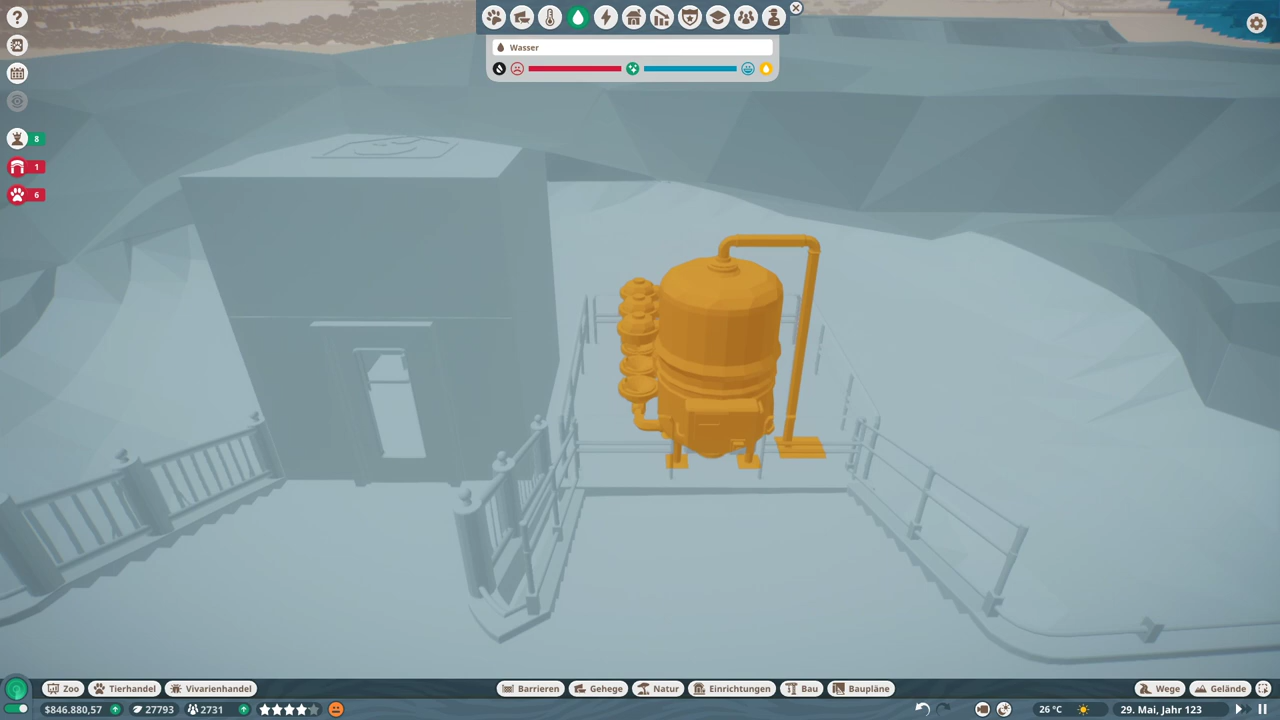 Wasser
8
1
6
Zoo
Tierhandel
Vivarienhandel
Barrieren
Gehege
Natur
Einrichtungen
Bau
Baupläne
Wege
Gelände
$846.880,57
27793
2731
26 °C
29. Mai, Jahr 123